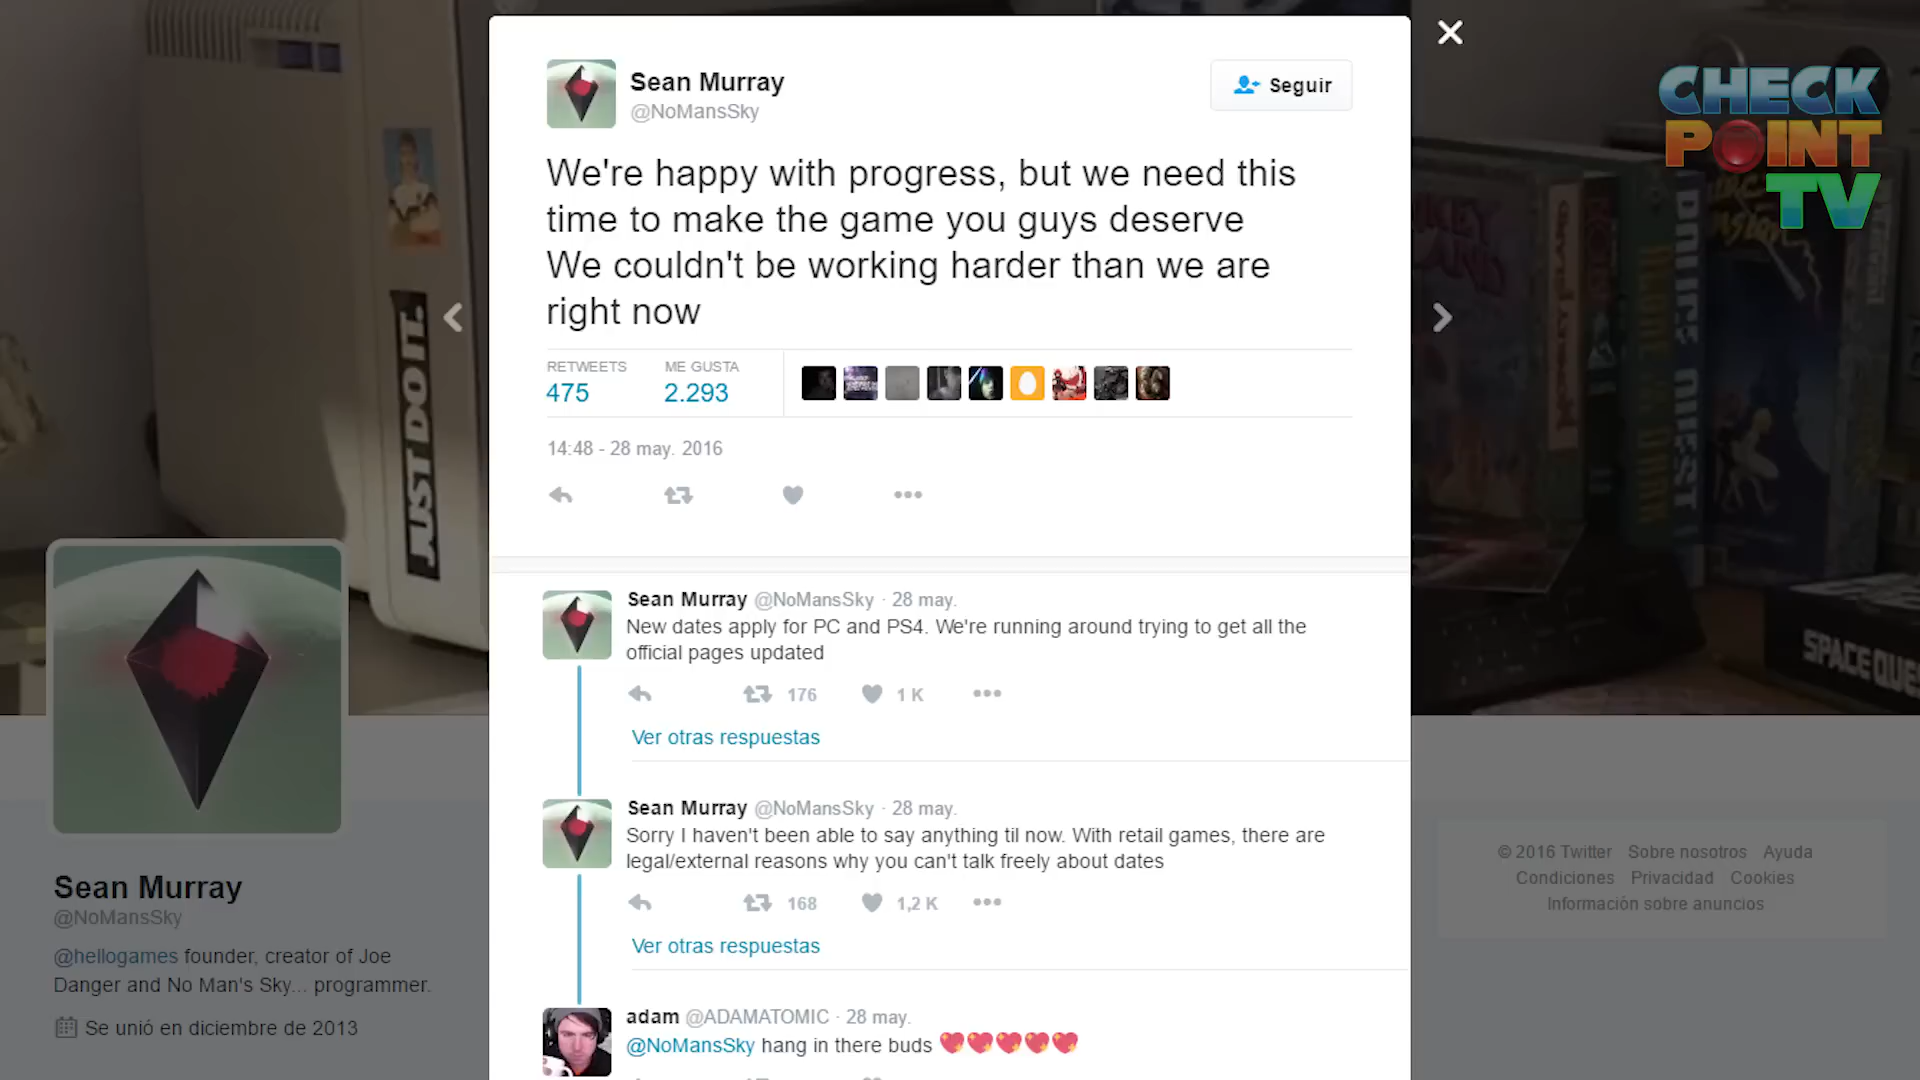 Sean Murray
@NoMansSky
Seguir
CHECK
POINT
TV
We're happy with progress, but we need this
time to make the game you guys deserve
We couldn't be working harder than we are
right now
RETWEETS
475
ME GUSTA
2.293
14:48 - 28 may. 2016
JUST DO IT.
Sean Murray @NoMansSky · 28 may.
New dates apply for PC and PS4. We're running around trying to get all the
official pages updated
176
1 K
Ver otras respuestas
Sean Murray @NoMansSky · 28 may.
Sorry I haven't been able to say anything til now. With retail games, there are
legal/external reasons why you can't talk freely about dates
168
1,2 K
Ver otras respuestas
adam @ADAMATOMIC · 28 may.
@NoMansSky hang in there buds 💖💖💖💖💖
Sean Murray
@NoMansSky
@hellogames founder, creator of Joe
Danger and No Man's Sky... programmer.
Se unió en diciembre de 2013
SPACE QUE
© 2016 Twitter Sobre nosotros Ayuda
Condiciones Privacidad Cookies
Información sobre anuncios